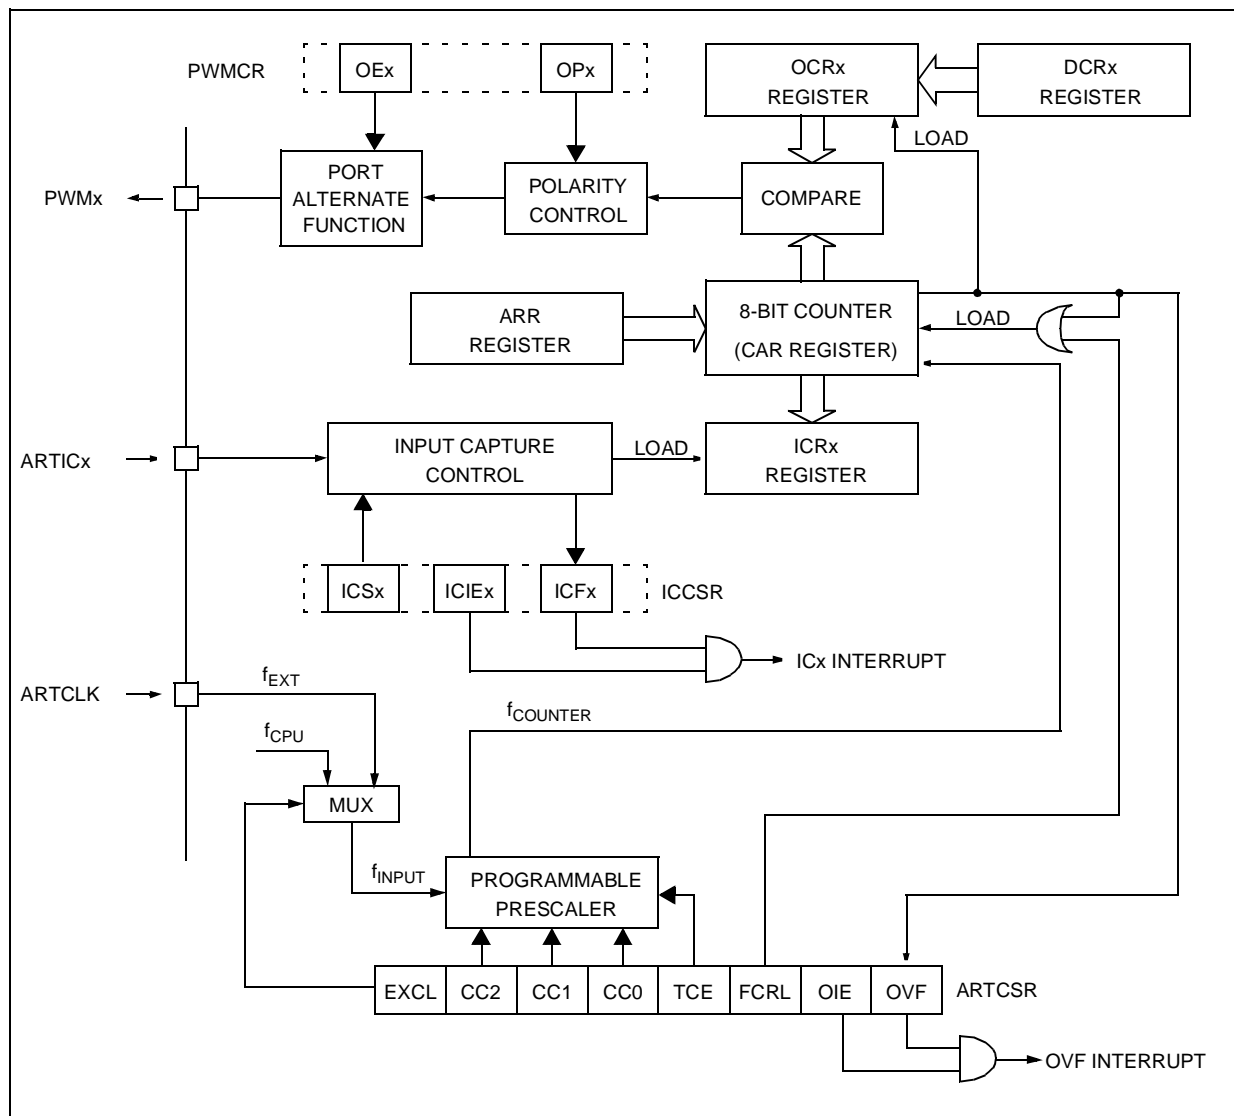 PWMCR
OEx
OPx
OCRx
REGISTER
DCRx
REGISTER
LOAD
PWMx
PORT
ALTERNATE
FUNCTION
POLARITY
CONTROL
COMPARE
ARR
REGISTER
8-BIT COUNTER
(CAR REGISTER)
LOAD
ARTICx
INPUT CAPTURE
CONTROL
LOAD
ICRx
REGISTER
ICSx
ICIEx
ICFx
ICCSR
ICx INTERRUPT
ARTCLK
fEXT
fCPU
fCOUNTER
MUX
fINPUT
PROGRAMMABLE
PRESCALER
EXCL
CC2
CC1
CC0
TCE
FCRL
OIE
OVF
ARTCSR
OVF INTERRUPT